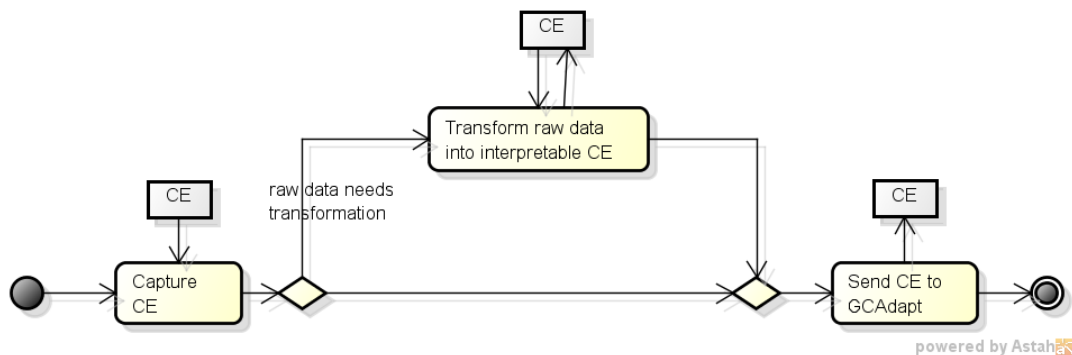 CE
Transform raw data
into interpretable CE
raw data needs
transformation
CE
CE
Capture
CE
Send CE to
GCAdapt
powered by Astah